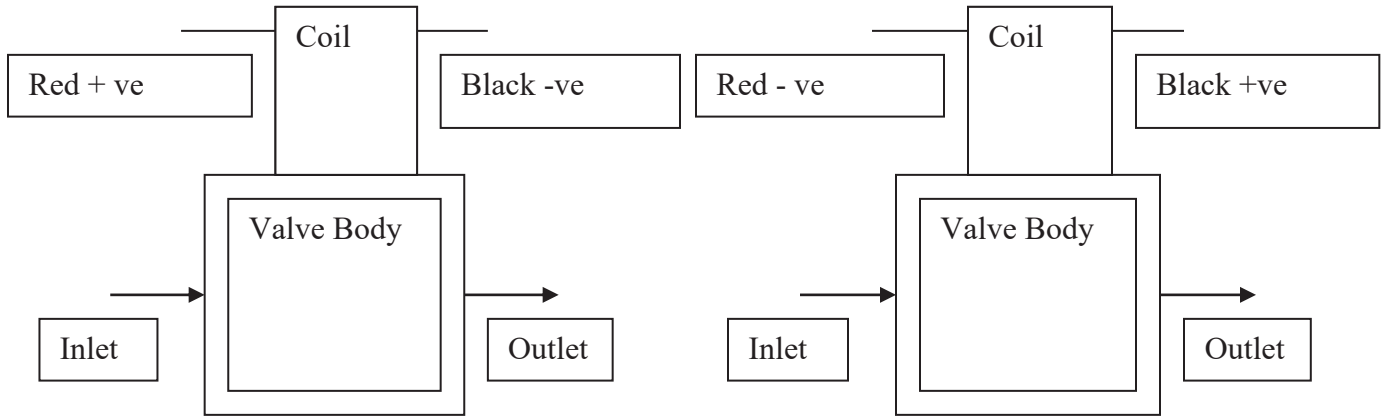 Coil
Red + ve
Black -ve
Valve Body
Inlet
Outlet
Coil
Red - ve
Black +ve
Valve Body
Inlet
Outlet